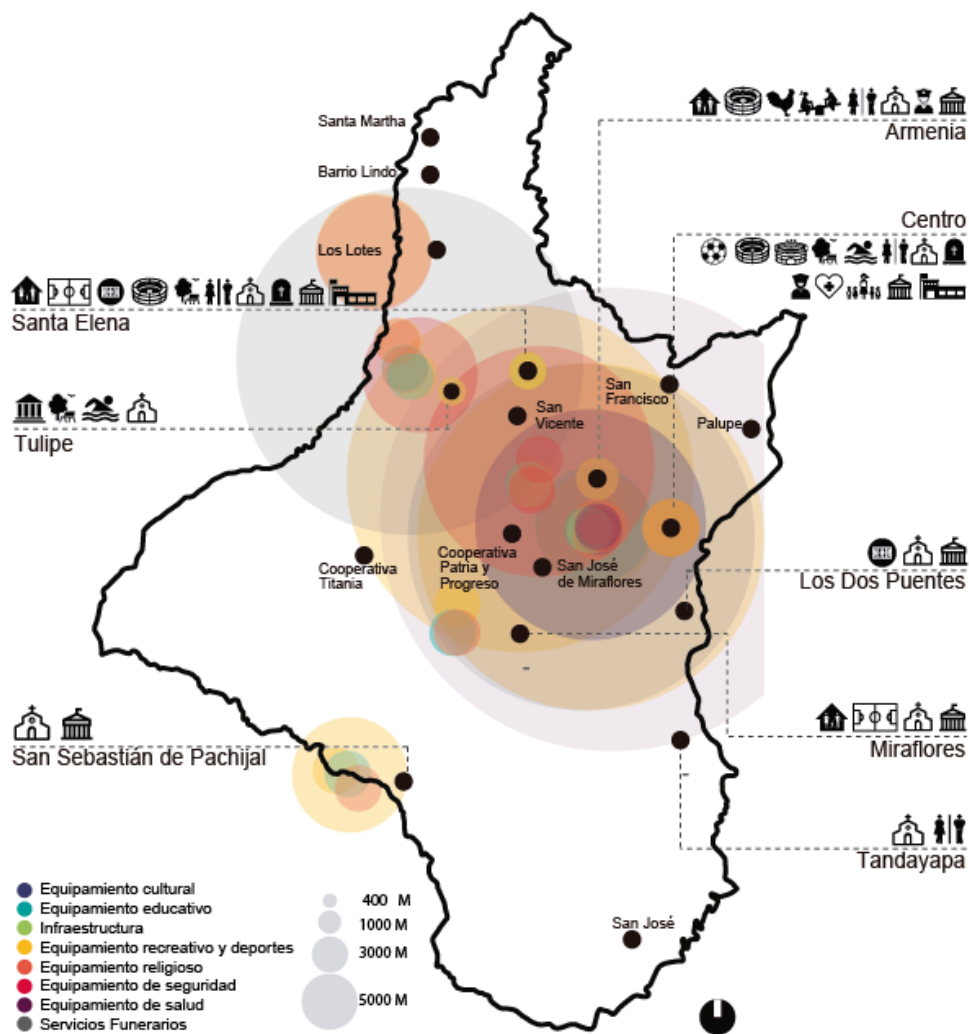 Santa Martha
Armenia
Barrio Lindo
Centro
Los Lotes
Santa Elena
San
Francisco
San
Vicente
Palupe
Tulipe
Cooperativa
Titania
Cooperativa
Patria y
Progreso
San José
de Miraflores
Los Dos Puentes
Miraflores
San Sebastián de Pachijal
Tandayapa
San José
Equipamiento cultural
Equipamiento educativo
Infraestructura
Equipamiento recreativo y deportes
Equipamiento religioso
Equipamiento de seguridad
Equipamiento de salud
Servicios Funerarios
400 M
1000 M
3000 M
5000 M